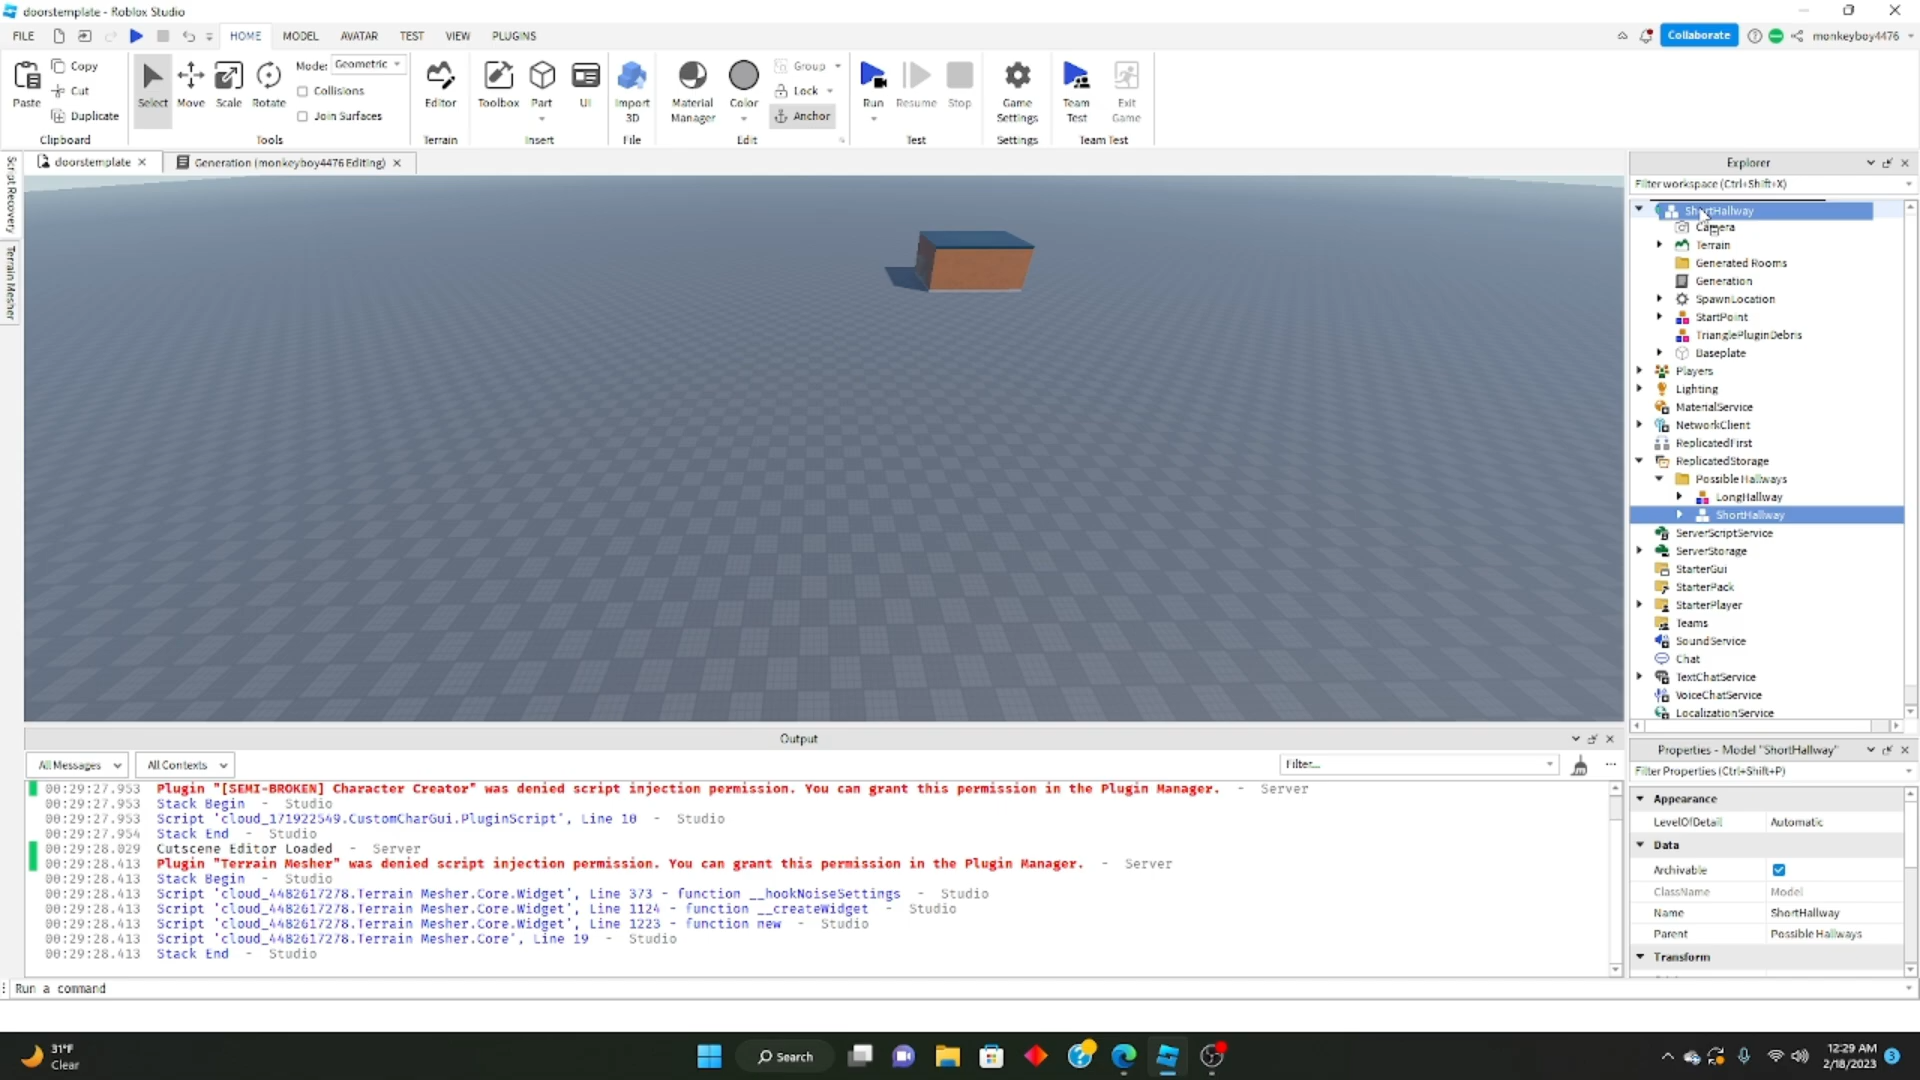 doorstemplate - Roblox Studio
FILE HOME MODEL AVATAR TEST VIEW PLUGINS Collaborate monkeyboy4476
Paste Copy Cut Duplicate Clipboard
Select Move Scale Rotate Mode: Geometric Collisions Join Surfaces Tools
Editor Terrain
Toolbox Part UI Insert
Import 3D File
Material Manager Color Group Lock Anchor Edit
Run Resume Stop Test
Game Settings Settings
Team Test Exit Game Team Test
doorstemplate Generation (monkeyboy4476 Editing)
Script Recovery
Terrain Mesher
Explorer
Filter workspace (Ctrl+Shift+X)
ShortHallway
Camera
Terrain
Generated Rooms
Generation
SpawnLocation
StartPoint
TrianglePluginDebris
Baseplate
Players
Lighting
MaterialService
NetworkClient
ReplicatedFirst
ReplicatedStorage
Possible Hallways
LongHallway
ShortHallway
ServerScriptService
ServerStorage
StarterGui
StarterPack
StarterPlayer
Teams
SoundService
Chat
TextChatService
VoiceChatService
LocalizationService
Properties - Model "ShortHallway"
Filter Properties (Ctrl+Shift+P)
Appearance
LevelOfDetail Automatic
Data
Archivable
ClassName Model
Name ShortHallway
Parent Possible Hallways
Transform
Output
All Messages All Contexts Filter...
00:29:27.953 Plugin "[SEMI-BROKEN] Character Creator" was denied script injection permission. You can grant this permission in the Plugin Manager. - Server
00:29:27.953 Stack Begin - Studio
00:29:27.953 Script 'cloud_171922549.CustomCharGui.PluginScript', Line 10 - Studio
00:29:27.954 Stack End - Studio
00:29:28.029 Cutscene Editor Loaded - Server
00:29:28.413 Plugin "Terrain Mesher" was denied script injection permission. You can grant this permission in the Plugin Manager. - Server
00:29:28.413 Stack Begin - Studio
00:29:28.413 Script 'cloud_4482617278.Terrain Mesher.Core.Widget', Line 373 - function __hookNoiseSettings - Studio
00:29:28.413 Script 'cloud_4482617278.Terrain Mesher.Core.Widget', Line 1124 - function __createWidget - Studio
00:29:28.413 Script 'cloud_4482617278.Terrain Mesher.Core.Widget', Line 1223 - function new - Studio
00:29:28.413 Script 'cloud_4482617278.Terrain Mesher.Core', Line 19 - Studio
00:29:28.413 Stack End - Studio
Run a command
31°F
Clear
Search
12:29 AM
2/18/2023
3